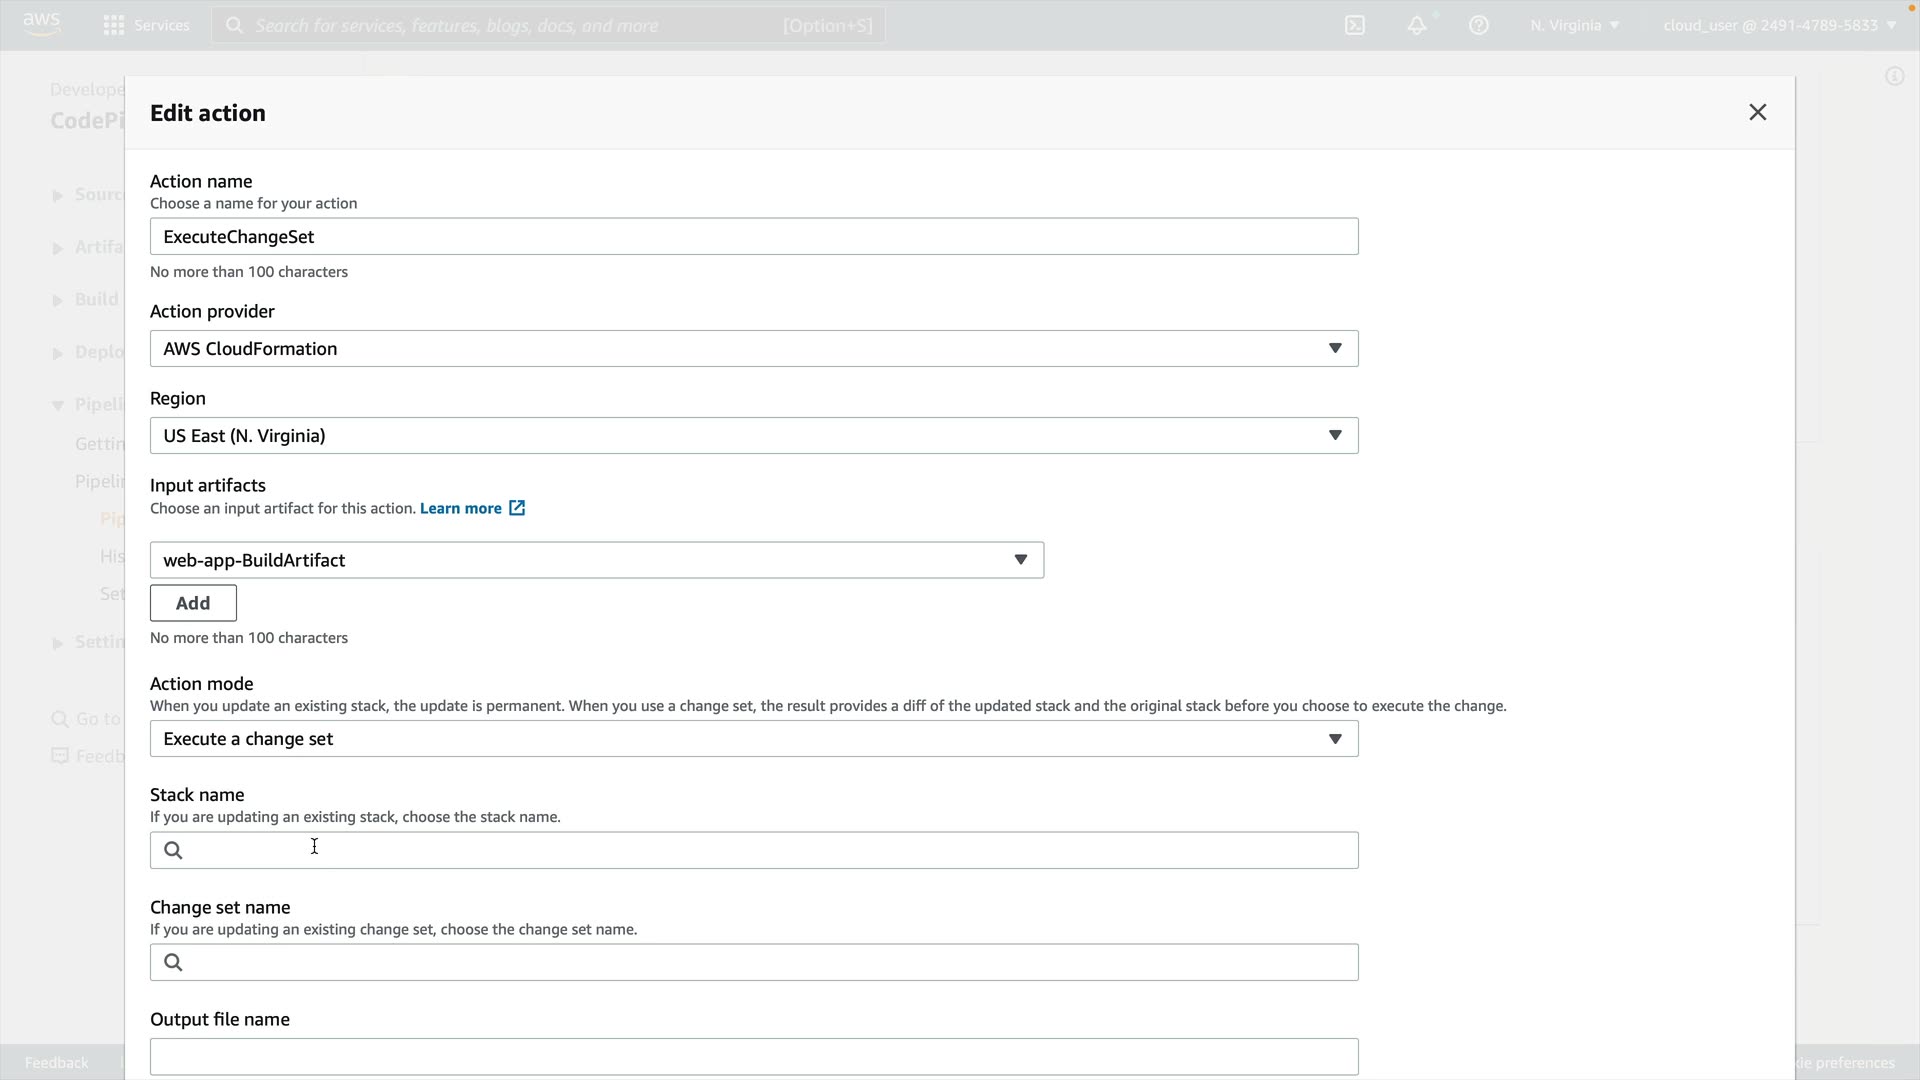 aws
Services
Search for services, features, blogs, docs, and more
[Option+S]
N. Virginia
cloud_user @ 2491-4789-5833
Develope
CodePi
Sourc
Artifa
Build
Deplo
Pipeli
Gettin
Pipelin
Pip
His
Set
Settin
Go to
Feedb
Edit action
Action name
Choose a name for your action
ExecuteChangeSet
No more than 100 characters
Action provider
AWS CloudFormation
Region
US East (N. Virginia)
Input artifacts
Choose an input artifact for this action. Learn more
web-app-BuildArtifact
Add
No more than 100 characters
Action mode
When you update an existing stack, the update is permanent. When you use a change set, the result provides a diff of the updated stack and the original stack before you choose to execute the change.
Execute a change set
Stack name
If you are updating an existing stack, choose the stack name.
Change set name
If you are updating an existing change set, choose the change set name.
Output file name
Feedback
kie preferences